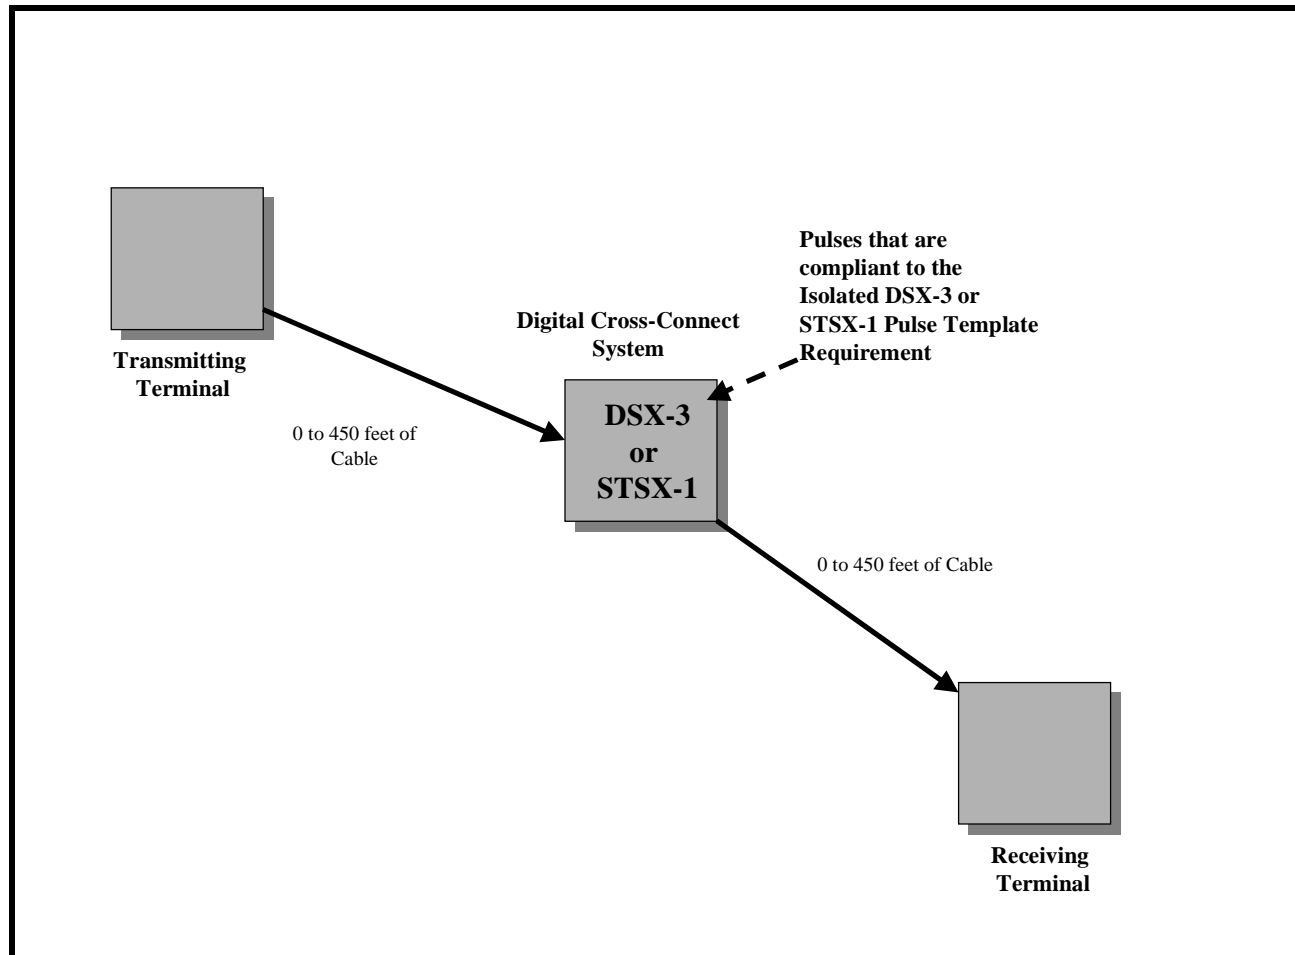 Pulses that are
compliant to the
Isolated DSX-3 or
STSX-1 Pulse Template
Requirement
Digital Cross-Connect
System
Transmitting
Terminal
DSX-3
or
STSX-1
0 to 450 feet of
Cable
0 to 450 feet of Cable
Receiving
Terminal